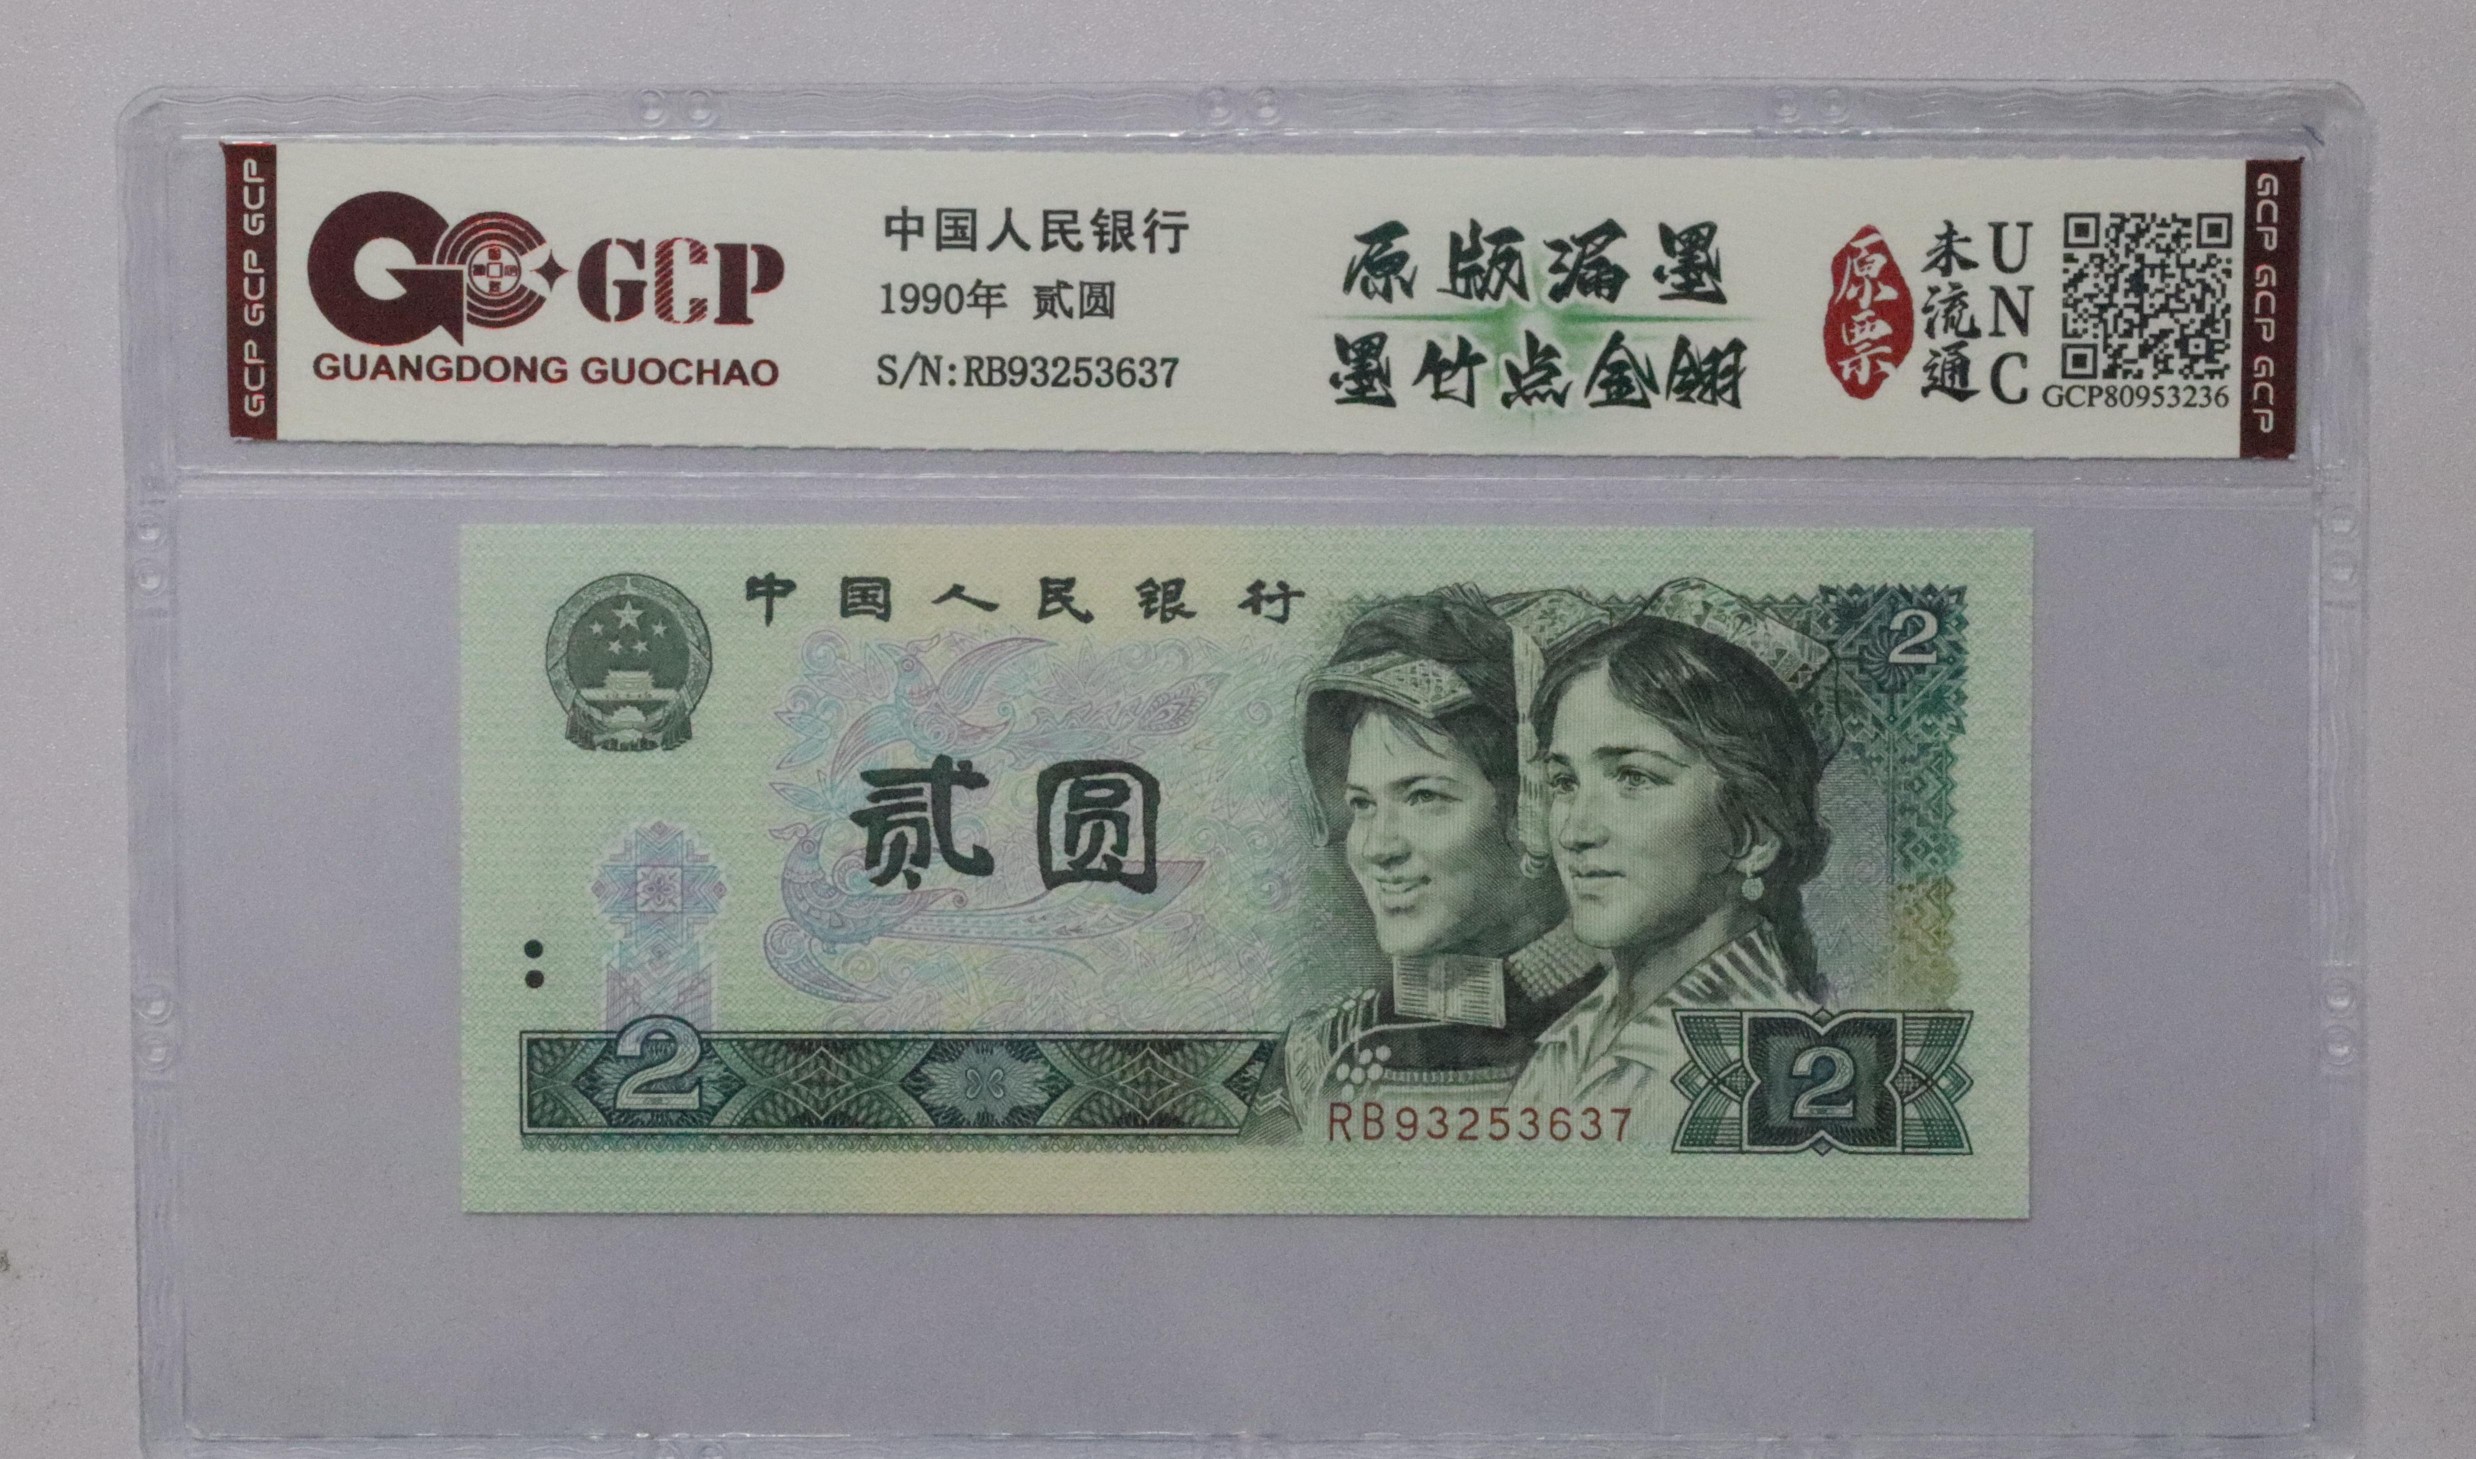 GCP GCP GCP
GCP
GUANGDONG GUOCHAO
中国人民银行
1990年 贰圆
S/N:RB93253637
原版漏墨
墨竹点金翅
原票
未流通
UNC
GCP80953236
GCP GCP GCP
中国人民银行
2
贰圆
2
RB93253637
2